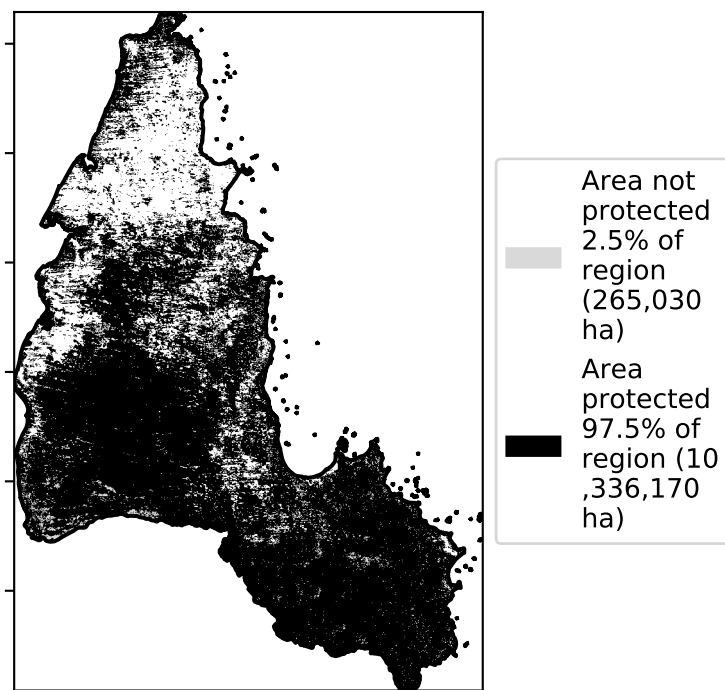 Area not
protected
2.5% of
region
(265,030
ha)
Area
protected
97.5% of
region (10
,336,170
ha)